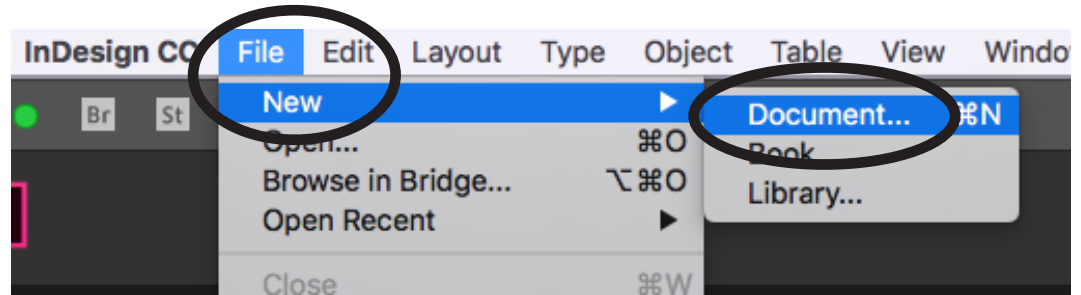 InDesign CC File Edit Layout Type Object Table View Windo
Br St
New ▶ Document... ⌘N
Open... ⌘O Book
Browse in Bridge... ⌥⌘O Library...
Open Recent ▶
Close ⌘W